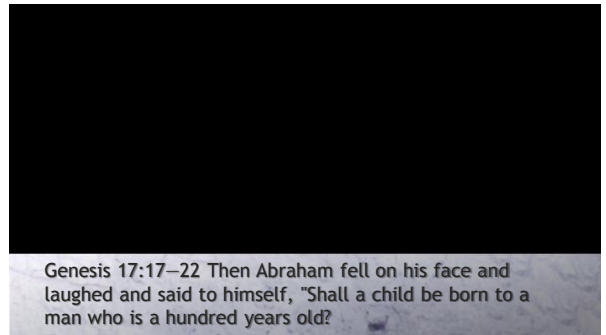 Genesis 17:17—22 Then Abraham fell on his face and
laughed and said to himself, "Shall a child be born to a
man who is a hundred years old?